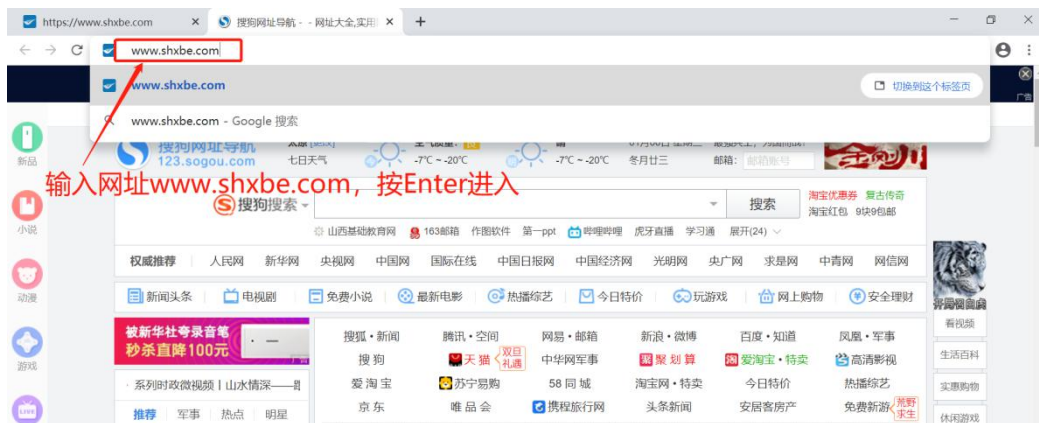 https://www.shxbe.com
搜狗网址导航 - - 网址大全,实用
www.shxbe.com
www.shxbe.com
切换到这个标签页
广告
www.shxbe.com - Google 搜索
新品
搜狗网址导航
123.sogou.com
太原
七日天气
-7℃ ~ -20℃
-7℃ ~ -20℃
冬月廿三
邮箱: 邮箱账号
输入网址www.shxbe.com，按Enter进入
小说
搜狗搜索
搜索
淘宝优惠券 复古传奇
淘宝红包 9块9包邮
山西基础教育网 163邮箱 作图软件 第一ppt 哔哩哔哩 虎牙直播 学习通 展开(24)
权威推荐 人民网 新华网 央视网 中国网 国际在线 中国日报网 中国经济网 光明网 央广网 求是网 中青网 网信网
动漫
新闻头条 电视剧 免费小说 最新电影 热播综艺 今日特价 玩游戏 网上购物 安全理财
被新华社夸录音笔
秒杀直降100元
广告
搜狐•新闻 腾讯•空间 网易•邮箱 新浪•微博 百度•知道 凤凰•军事
看视频
游戏
搜 狗 天 猫 双旦礼遇 中华网军事 聚 划 算 爱淘宝•特卖 高清影视
生活百科
系列时政微视频丨山水情深——跟
爱 淘 宝 苏宁易购 58 同 城 淘宝网•特卖 今日特价 热播综艺
实惠购物
推荐 军事 热点 明星
京 东 唯 品 会 携程旅行网 头条新闻 安居客房产 免费新游 荒野求生
LIVE
休闲游戏